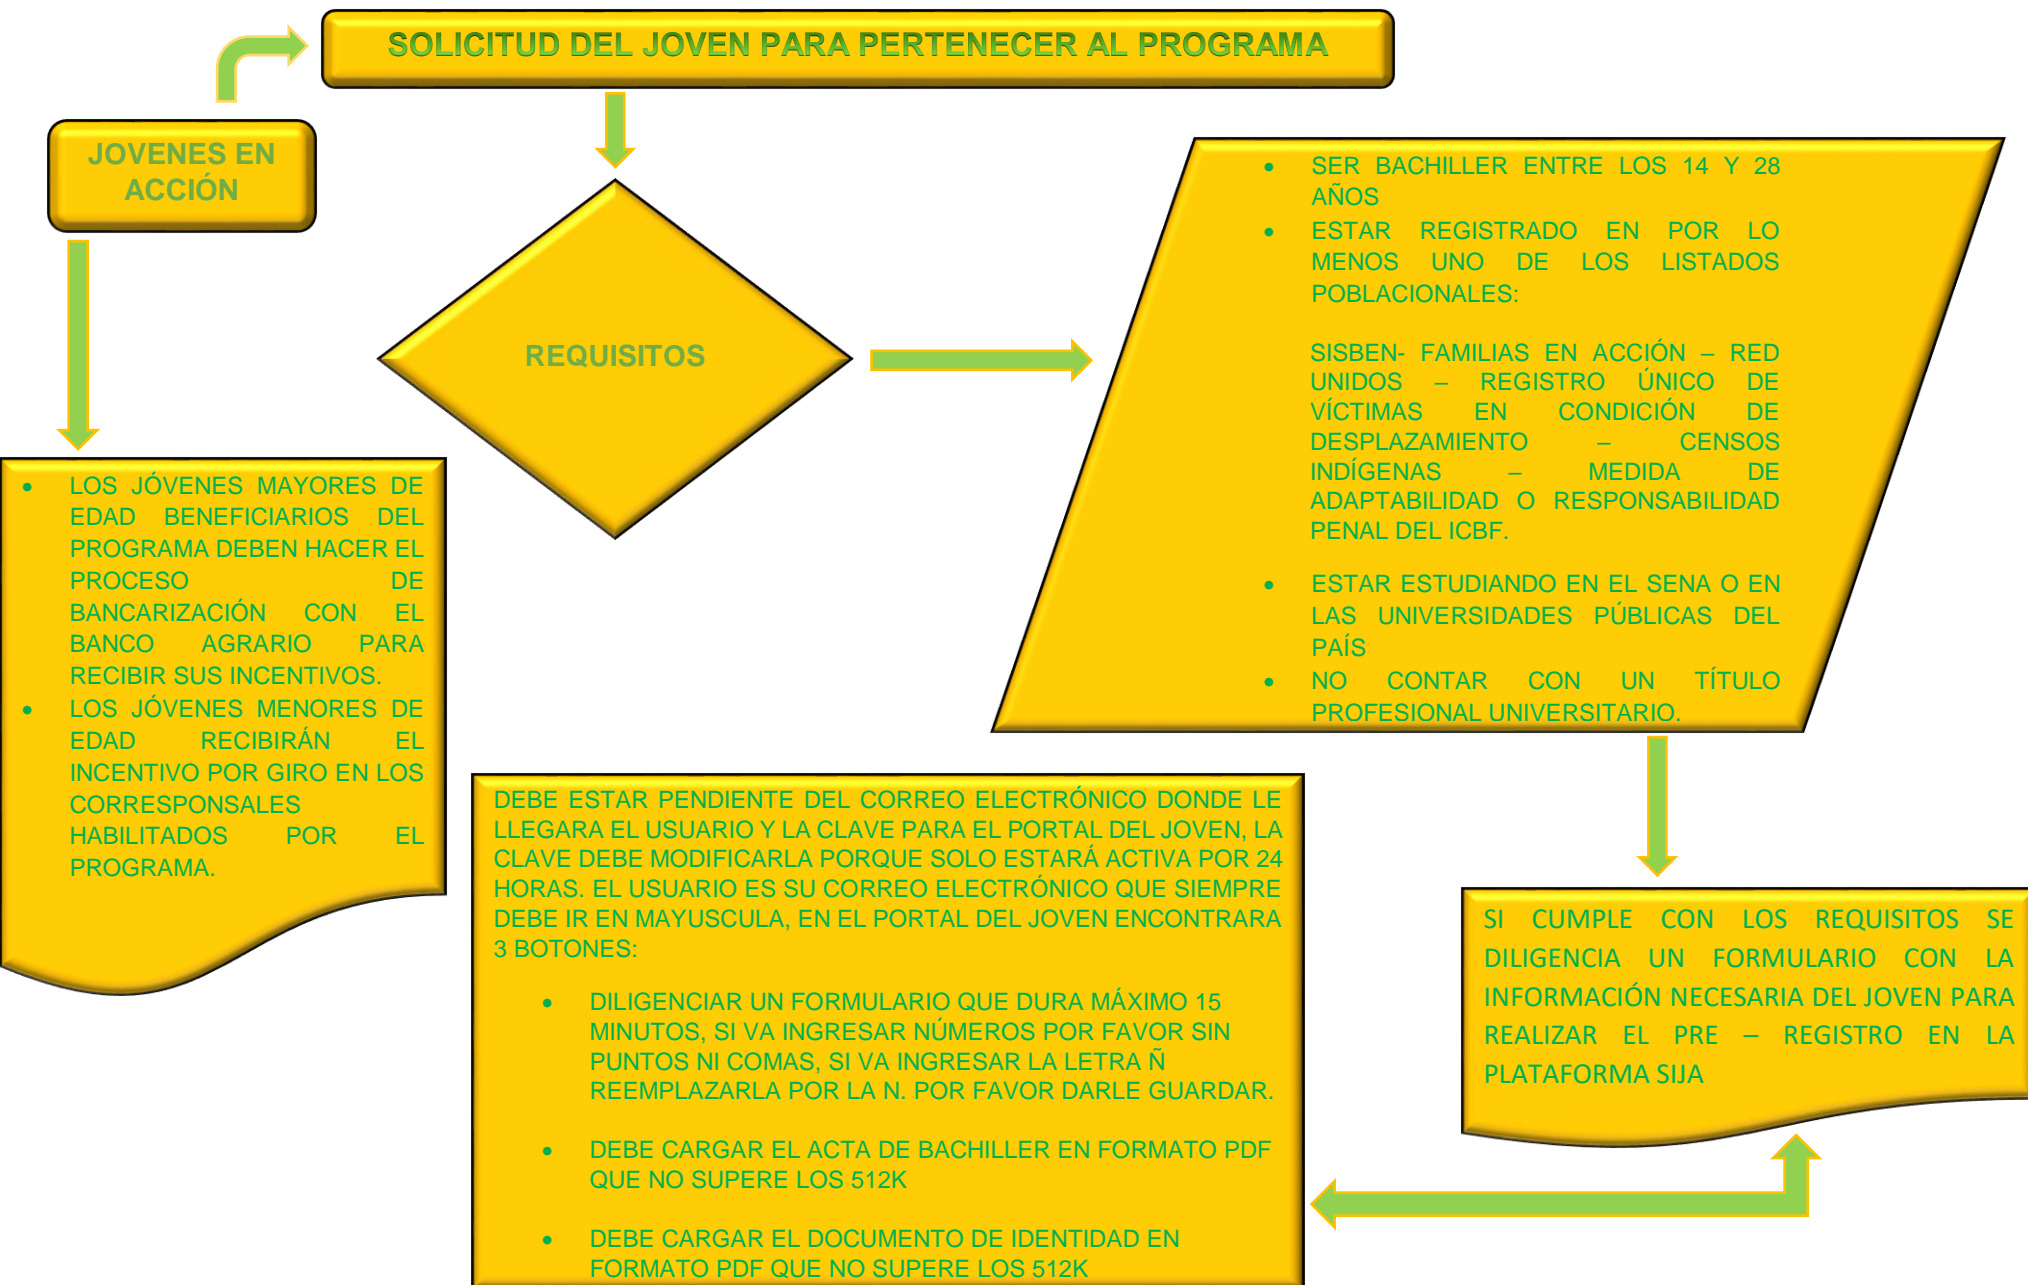 SOLICITUD DEL JOVEN PARA PERTENECER AL PROGRAMA
JOVENES EN
ACCIÓN
REQUISITOS
• SER BACHILLER ENTRE LOS 14 Y 28
AÑOS
• ESTAR REGISTRADO EN POR LO
MENOS UNO DE LOS LISTADOS
POBLACIONALES:
SISBEN- FAMILIAS EN ACCIÓN – RED
UNIDOS – REGISTRO ÚNICO DE
VÍCTIMAS EN CONDICIÓN DE
DESPLAZAMIENTO – CENSOS
INDÍGENAS – MEDIDA DE
ADAPTABILIDAD O RESPONSABILIDAD
PENAL DEL ICBF.
• ESTAR ESTUDIANDO EN EL SENA O EN
LAS UNIVERSIDADES PÚBLICAS DEL
PAÍS
• NO CONTAR CON UN TÍTULO
PROFESIONAL UNIVERSITARIO.
• LOS JÓVENES MAYORES DE
EDAD BENEFICIARIOS DEL
PROGRAMA DEBEN HACER EL
PROCESO DE
BANCARIZACIÓN CON EL
BANCO AGRARIO PARA
RECIBIR SUS INCENTIVOS.
• LOS JÓVENES MENORES DE
EDAD RECIBIRÁN EL
INCENTIVO POR GIRO EN LOS
CORRESPONSALES
HABILITADOS POR EL
PROGRAMA.
DEBE ESTAR PENDIENTE DEL CORREO ELECTRÓNICO DONDE LE
LLEGARA EL USUARIO Y LA CLAVE PARA EL PORTAL DEL JOVEN, LA
CLAVE DEBE MODIFICARLA PORQUE SOLO ESTARÁ ACTIVA POR 24
HORAS. EL USUARIO ES SU CORREO ELECTRÓNICO QUE SIEMPRE
DEBE IR EN MAYUSCULA, EN EL PORTAL DEL JOVEN ENCONTRARA
3 BOTONES:
• DILIGENCIAR UN FORMULARIO QUE DURA MÁXIMO 15
MINUTOS, SI VA INGRESAR NÚMEROS POR FAVOR SIN
PUNTOS NI COMAS, SI VA INGRESAR LA LETRA Ñ
REEMPLAZARLA POR LA N. POR FAVOR DARLE GUARDAR.
• DEBE CARGAR EL ACTA DE BACHILLER EN FORMATO PDF
QUE NO SUPERE LOS 512K
• DEBE CARGAR EL DOCUMENTO DE IDENTIDAD EN
FORMATO PDF QUE NO SUPERE LOS 512K
SI CUMPLE CON LOS REQUISITOS SE
DILIGENCIA UN FORMULARIO CON LA
INFORMACIÓN NECESARIA DEL JOVEN PARA
REALIZAR EL PRE – REGISTRO EN LA
PLATAFORMA SIJA